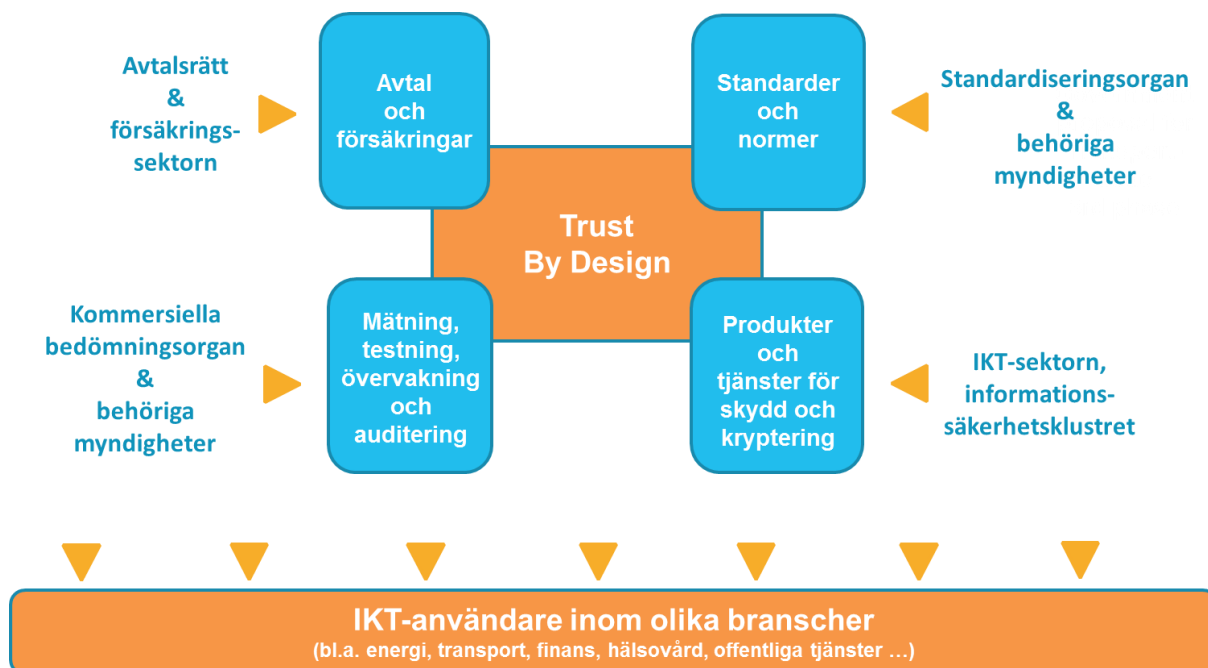 Avtalsrätt
&
försäkrings-
sektorn
Avtal
och
försäkringar
Standarder
och
normer
Standardiseringsorgan
&
behöriga
myndigheter
Trust
By Design
Kommersiella
bedömningsorgan
&
behöriga
myndigheter
Mätning,
testning,
övervakning
och
auditering
Produkter
och
tjänster för
skydd och
kryptering
IKT-sektorn,
informations-
säkerhetsklustret
IKT-användare inom olika branscher
(bl.a. energi, transport, finans, hälsovård, offentliga tjänster ...)